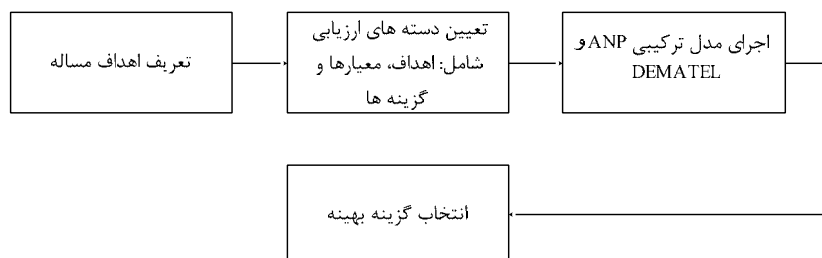 تعریف اهداف مساله
تعیین دسته های ارزیابی
شامل: اهداف، معیارها و
گزینه ها
اجرای مدل ترکیبی ANP و
DEMATEL
انتخاب گزینه بهینه